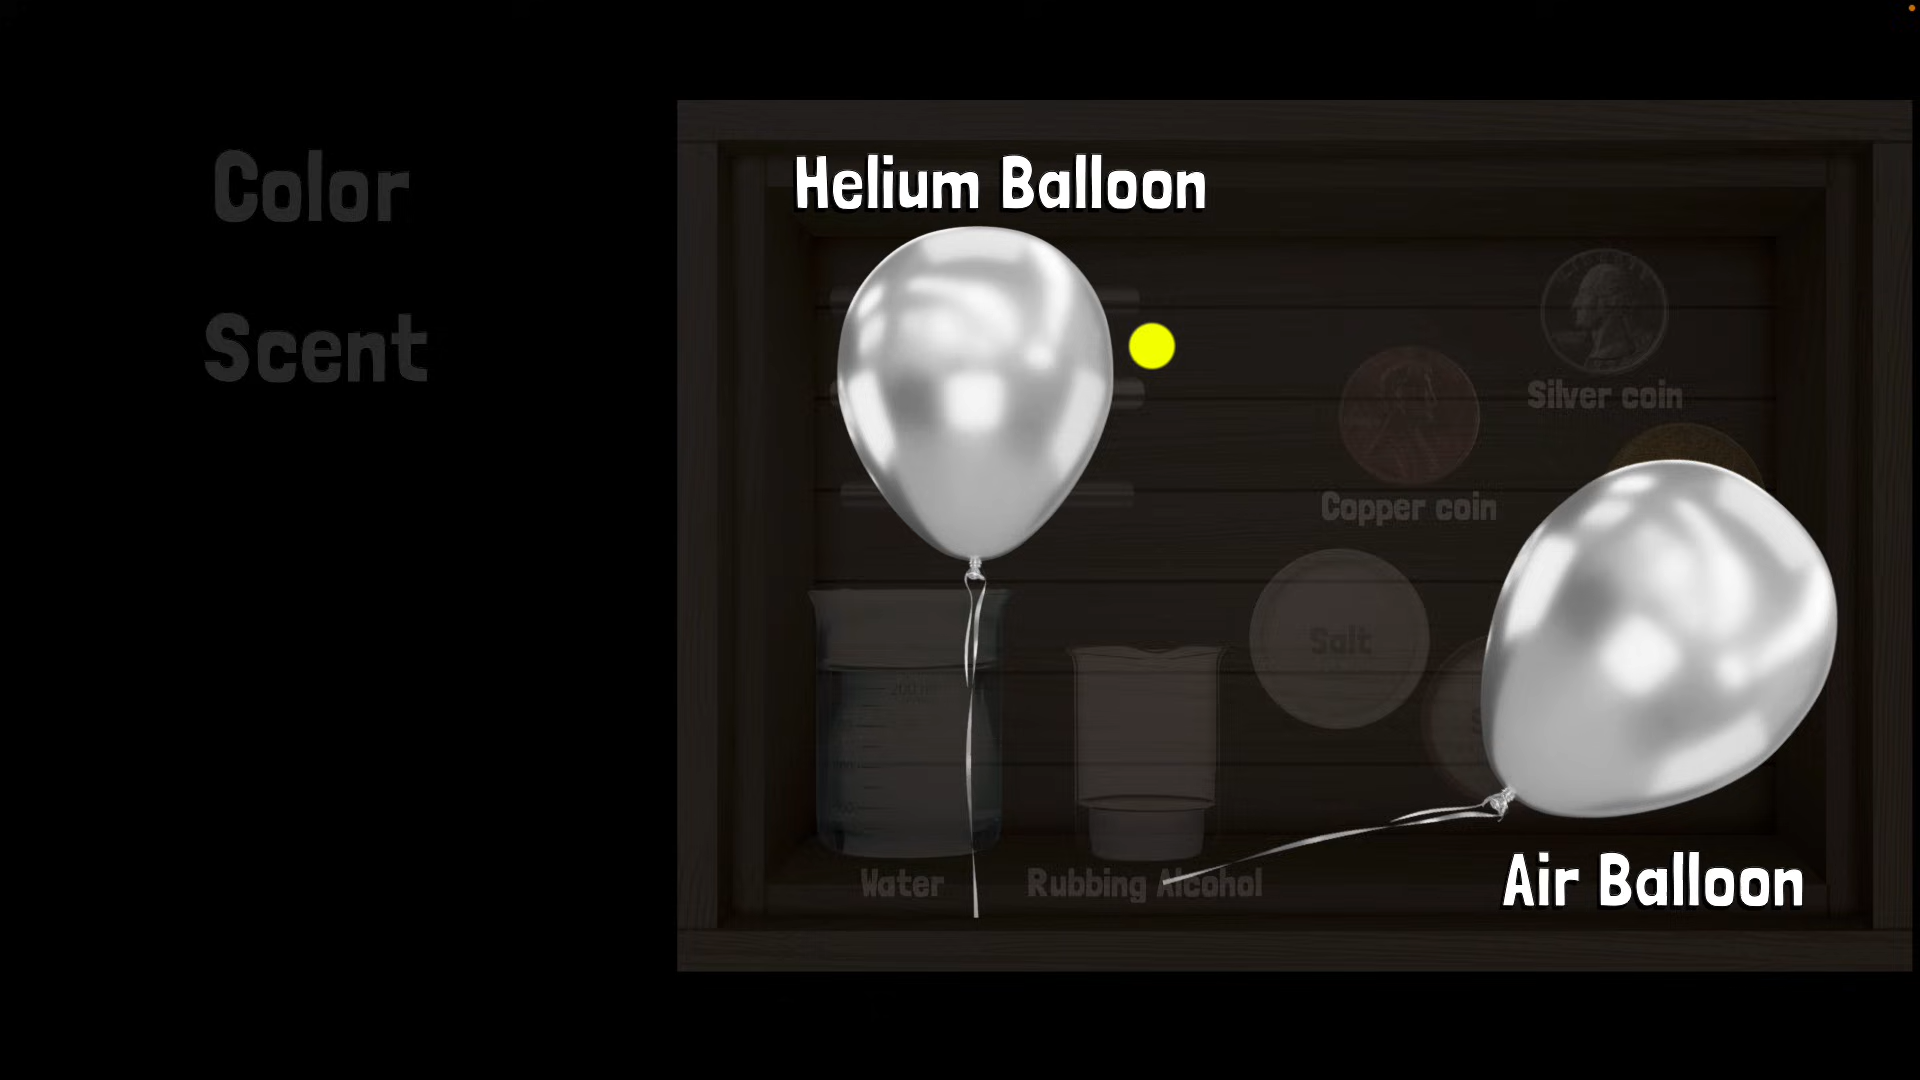 Color
Scent
Helium Balloon
Silver coin
Copper coin
Salt
Water
Rubbing Alcohol
Air Balloon